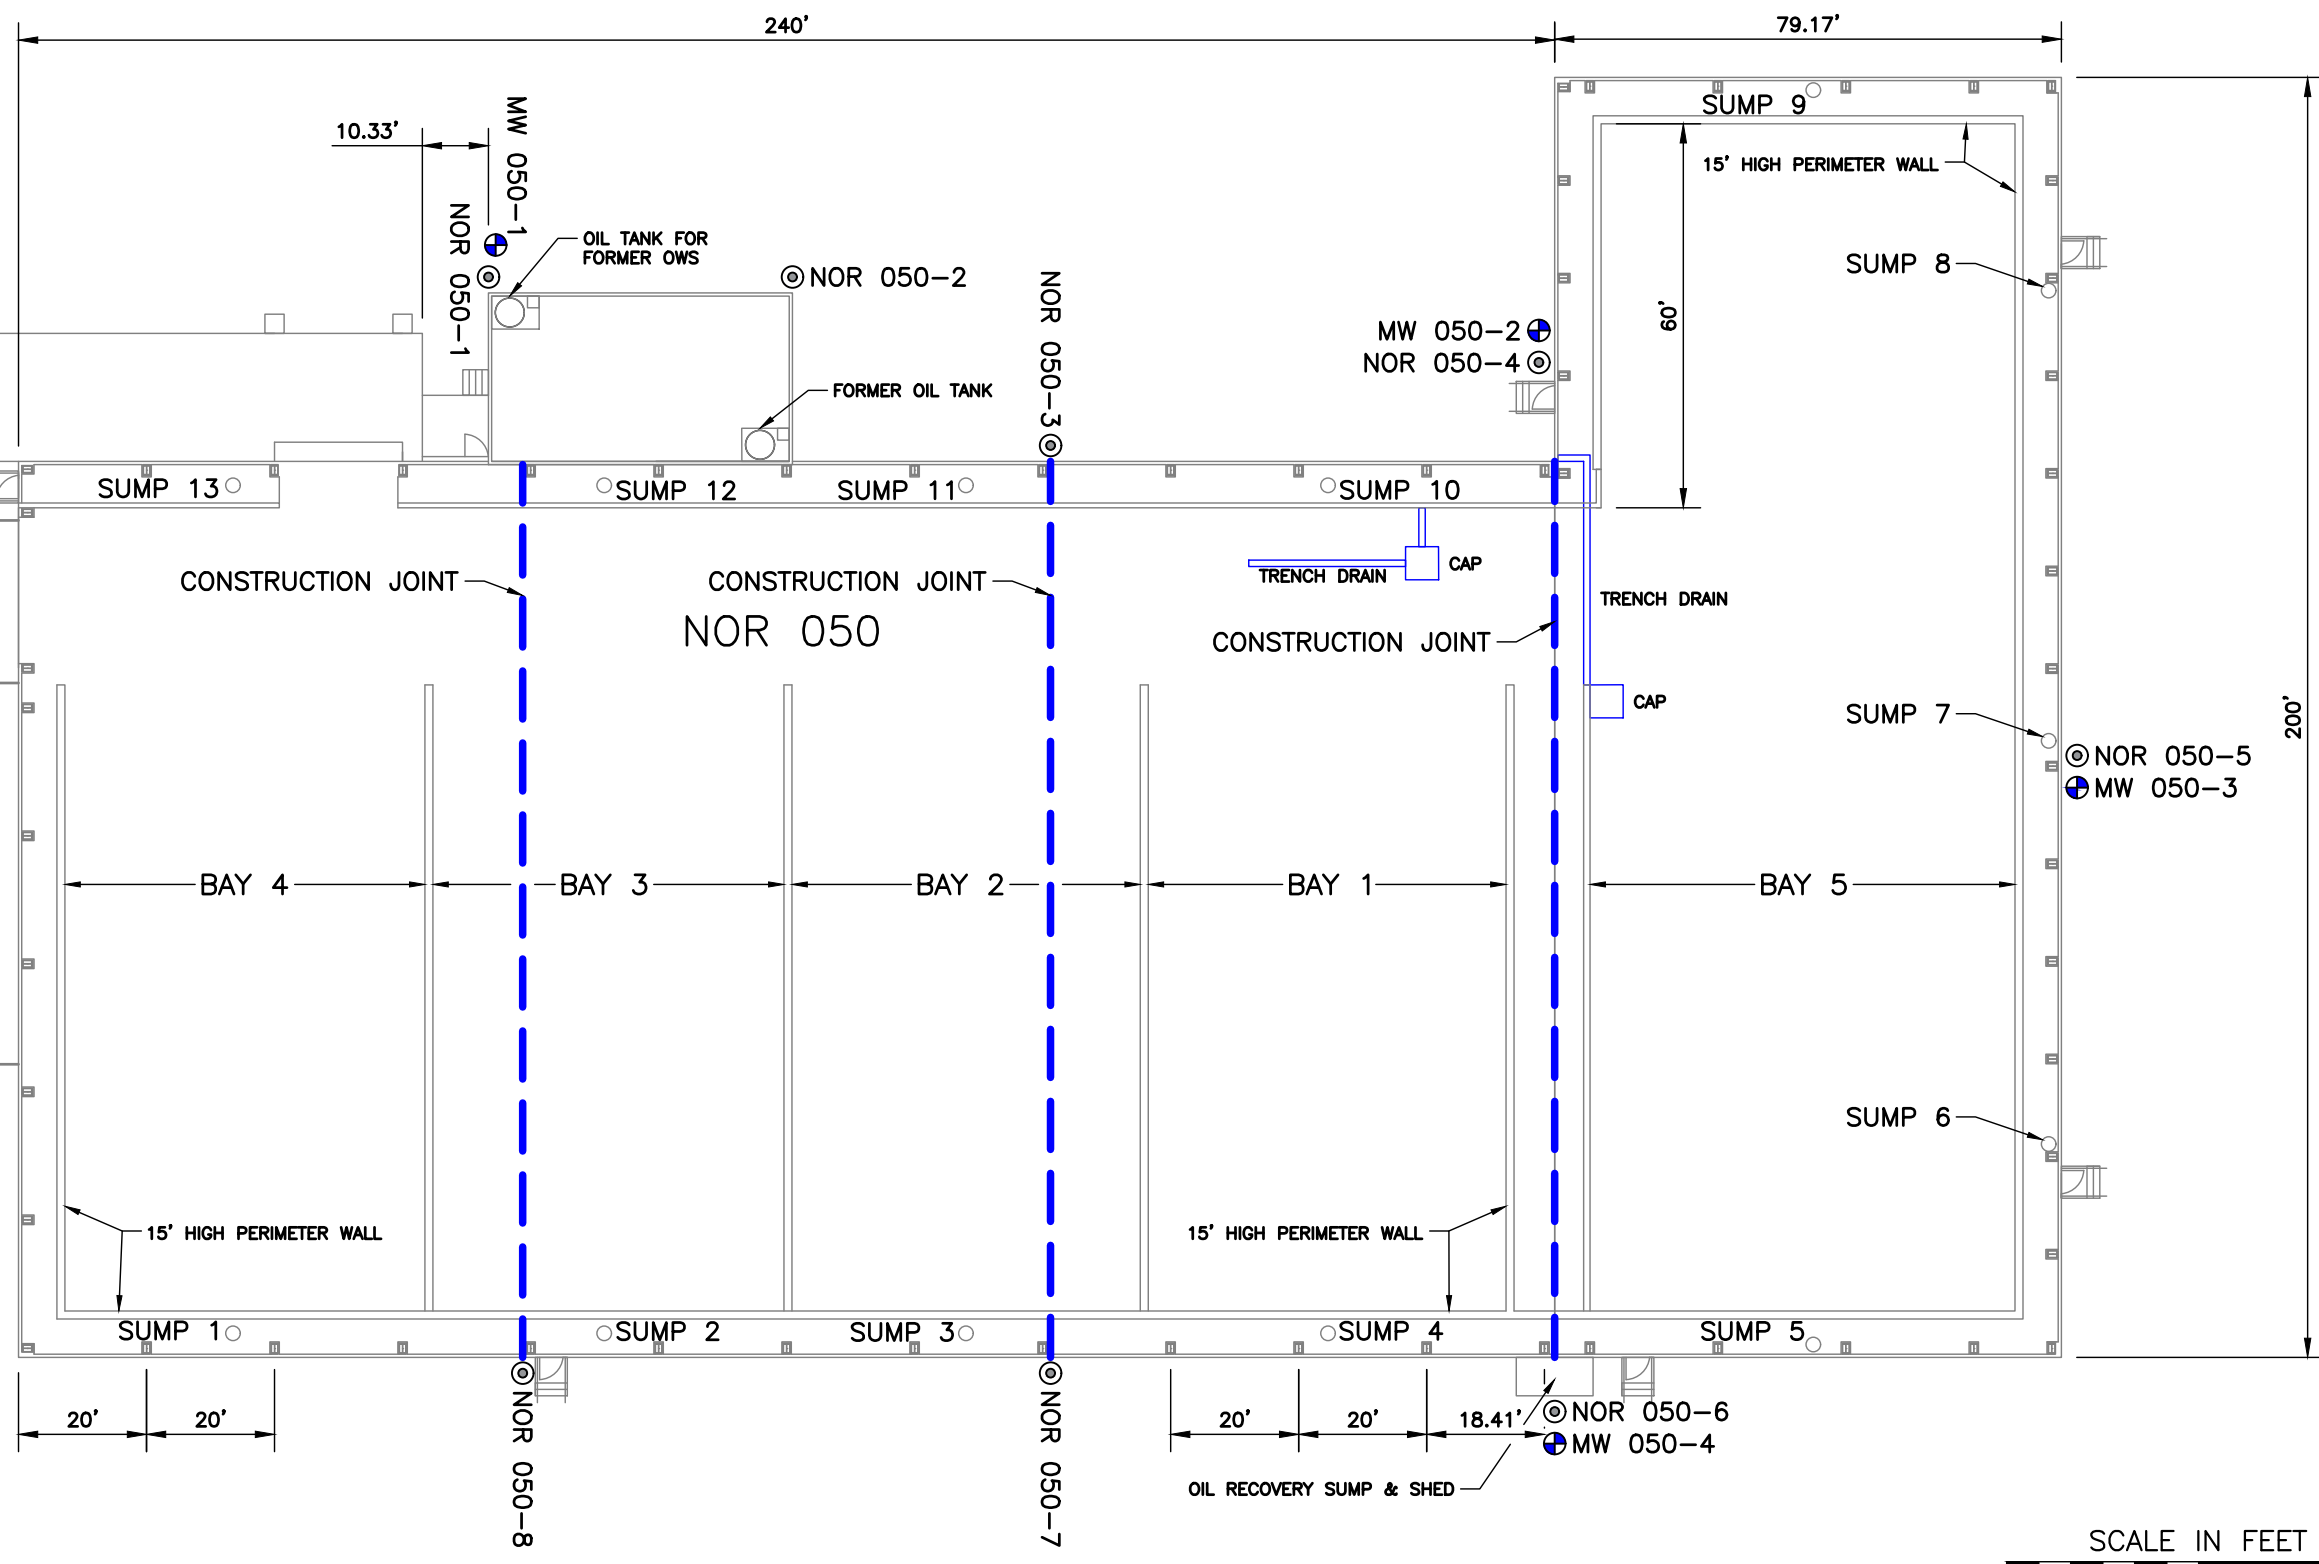 240'
79.17'
10.33'
MW 050-1
NOR 050-1
OIL TANK FOR
FORMER OWS
NOR 050-2
NOR 050-3
FORMER OIL TANK
MW 050-2
NOR 050-4
SUMP 9
15' HIGH PERIMETER WALL
60'
SUMP 8
SUMP 13
SUMP 12
SUMP 11
SUMP 10
CONSTRUCTION JOINT
CONSTRUCTION JOINT
TRENCH DRAIN
CAP
TRENCH DRAIN
NOR 050
CONSTRUCTION JOINT
CAP
SUMP 7
200'
NOR 050-5
MW 050-3
BAY 4
BAY 3
BAY 2
BAY 1
BAY 5
SUMP 6
15' HIGH PERIMETER WALL
15' HIGH PERIMETER WALL
SUMP 1
SUMP 2
SUMP 3
SUMP 4
SUMP 5
20'
20'
NOR 050-8
NOR 050-7
20'
20'
18.41'
NOR 050-6
MW 050-4
OIL RECOVERY SUMP & SHED
SCALE IN FEET